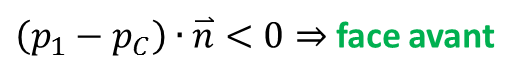 (p₁ − p_C) · n⃗ < 0 ⇒ face avant